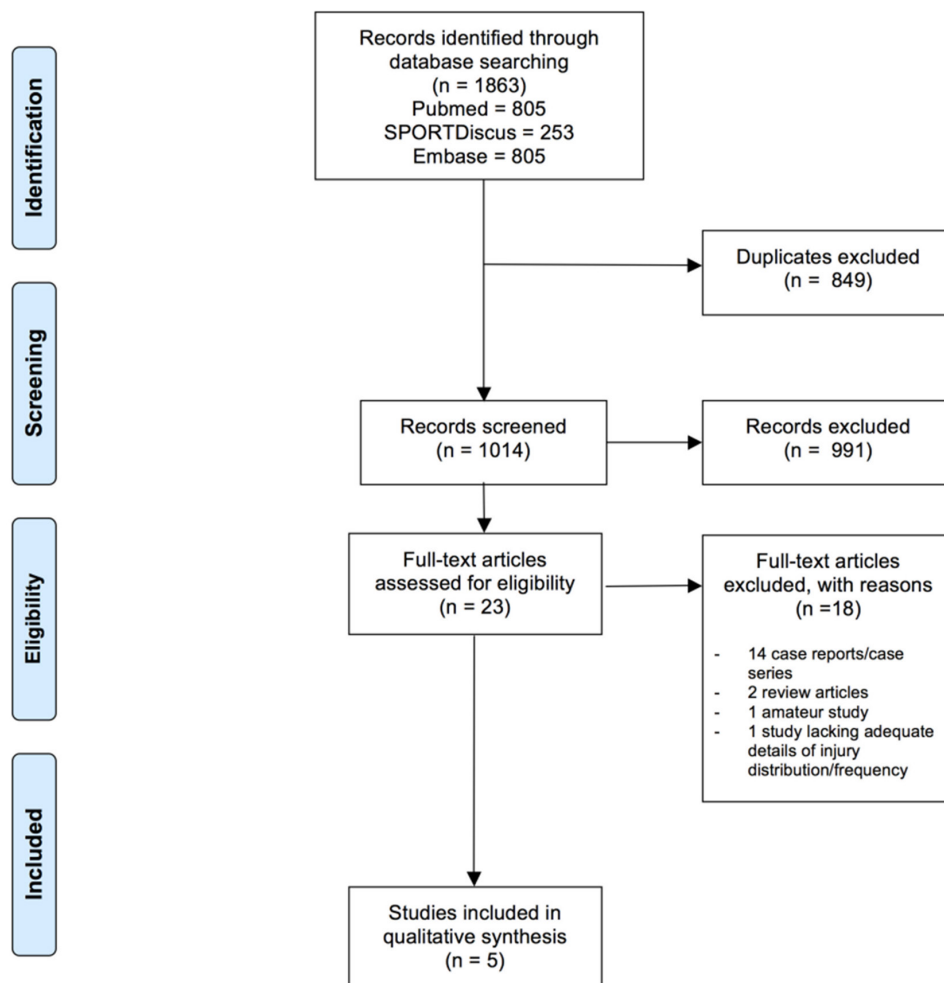 Identification
Records identified through
database searching
(n = 1863)
Pubmed = 805
SPORTDiscus = 253
Embase = 805
Duplicates excluded
(n =  849)
Screening
Records screened
(n = 1014)
Records excluded
(n =  991)
Eligibility
Full-text articles
assessed for eligibility
(n = 23)
Full-text articles
excluded, with reasons
(n =18)
- 14 case reports/case
series
- 2 review articles
- 1 amateur study
- 1 study lacking adequate
details of injury
distribution/frequency
Included
Studies included in
qualitative synthesis
(n = 5)